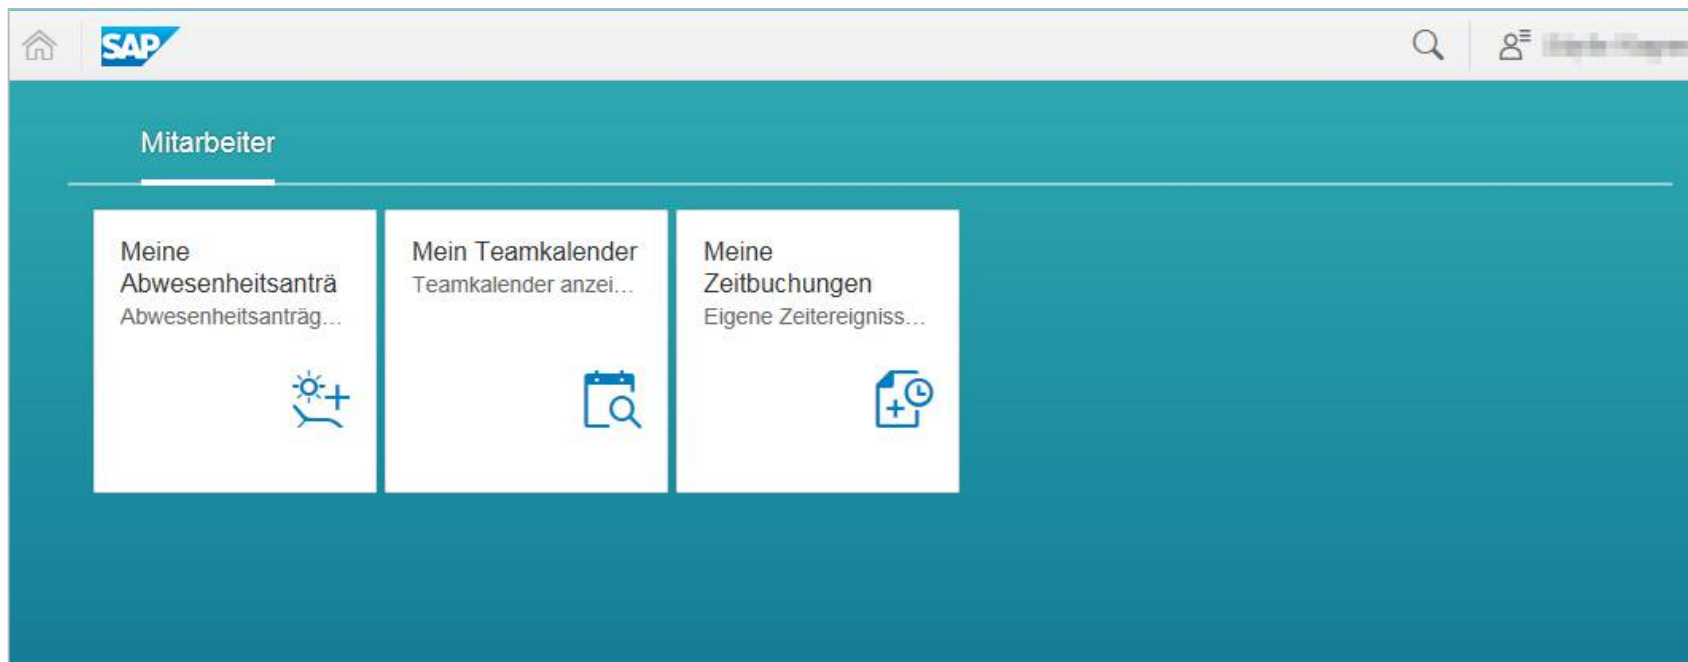 SAP
Mitarbeiter
Meine
Abwesenheitsanträ
Abwesenheitsanträg...
Mein Teamkalender
Teamkalender anzei...
Meine
Zeitbuchungen
Eigene Zeitereigniss...